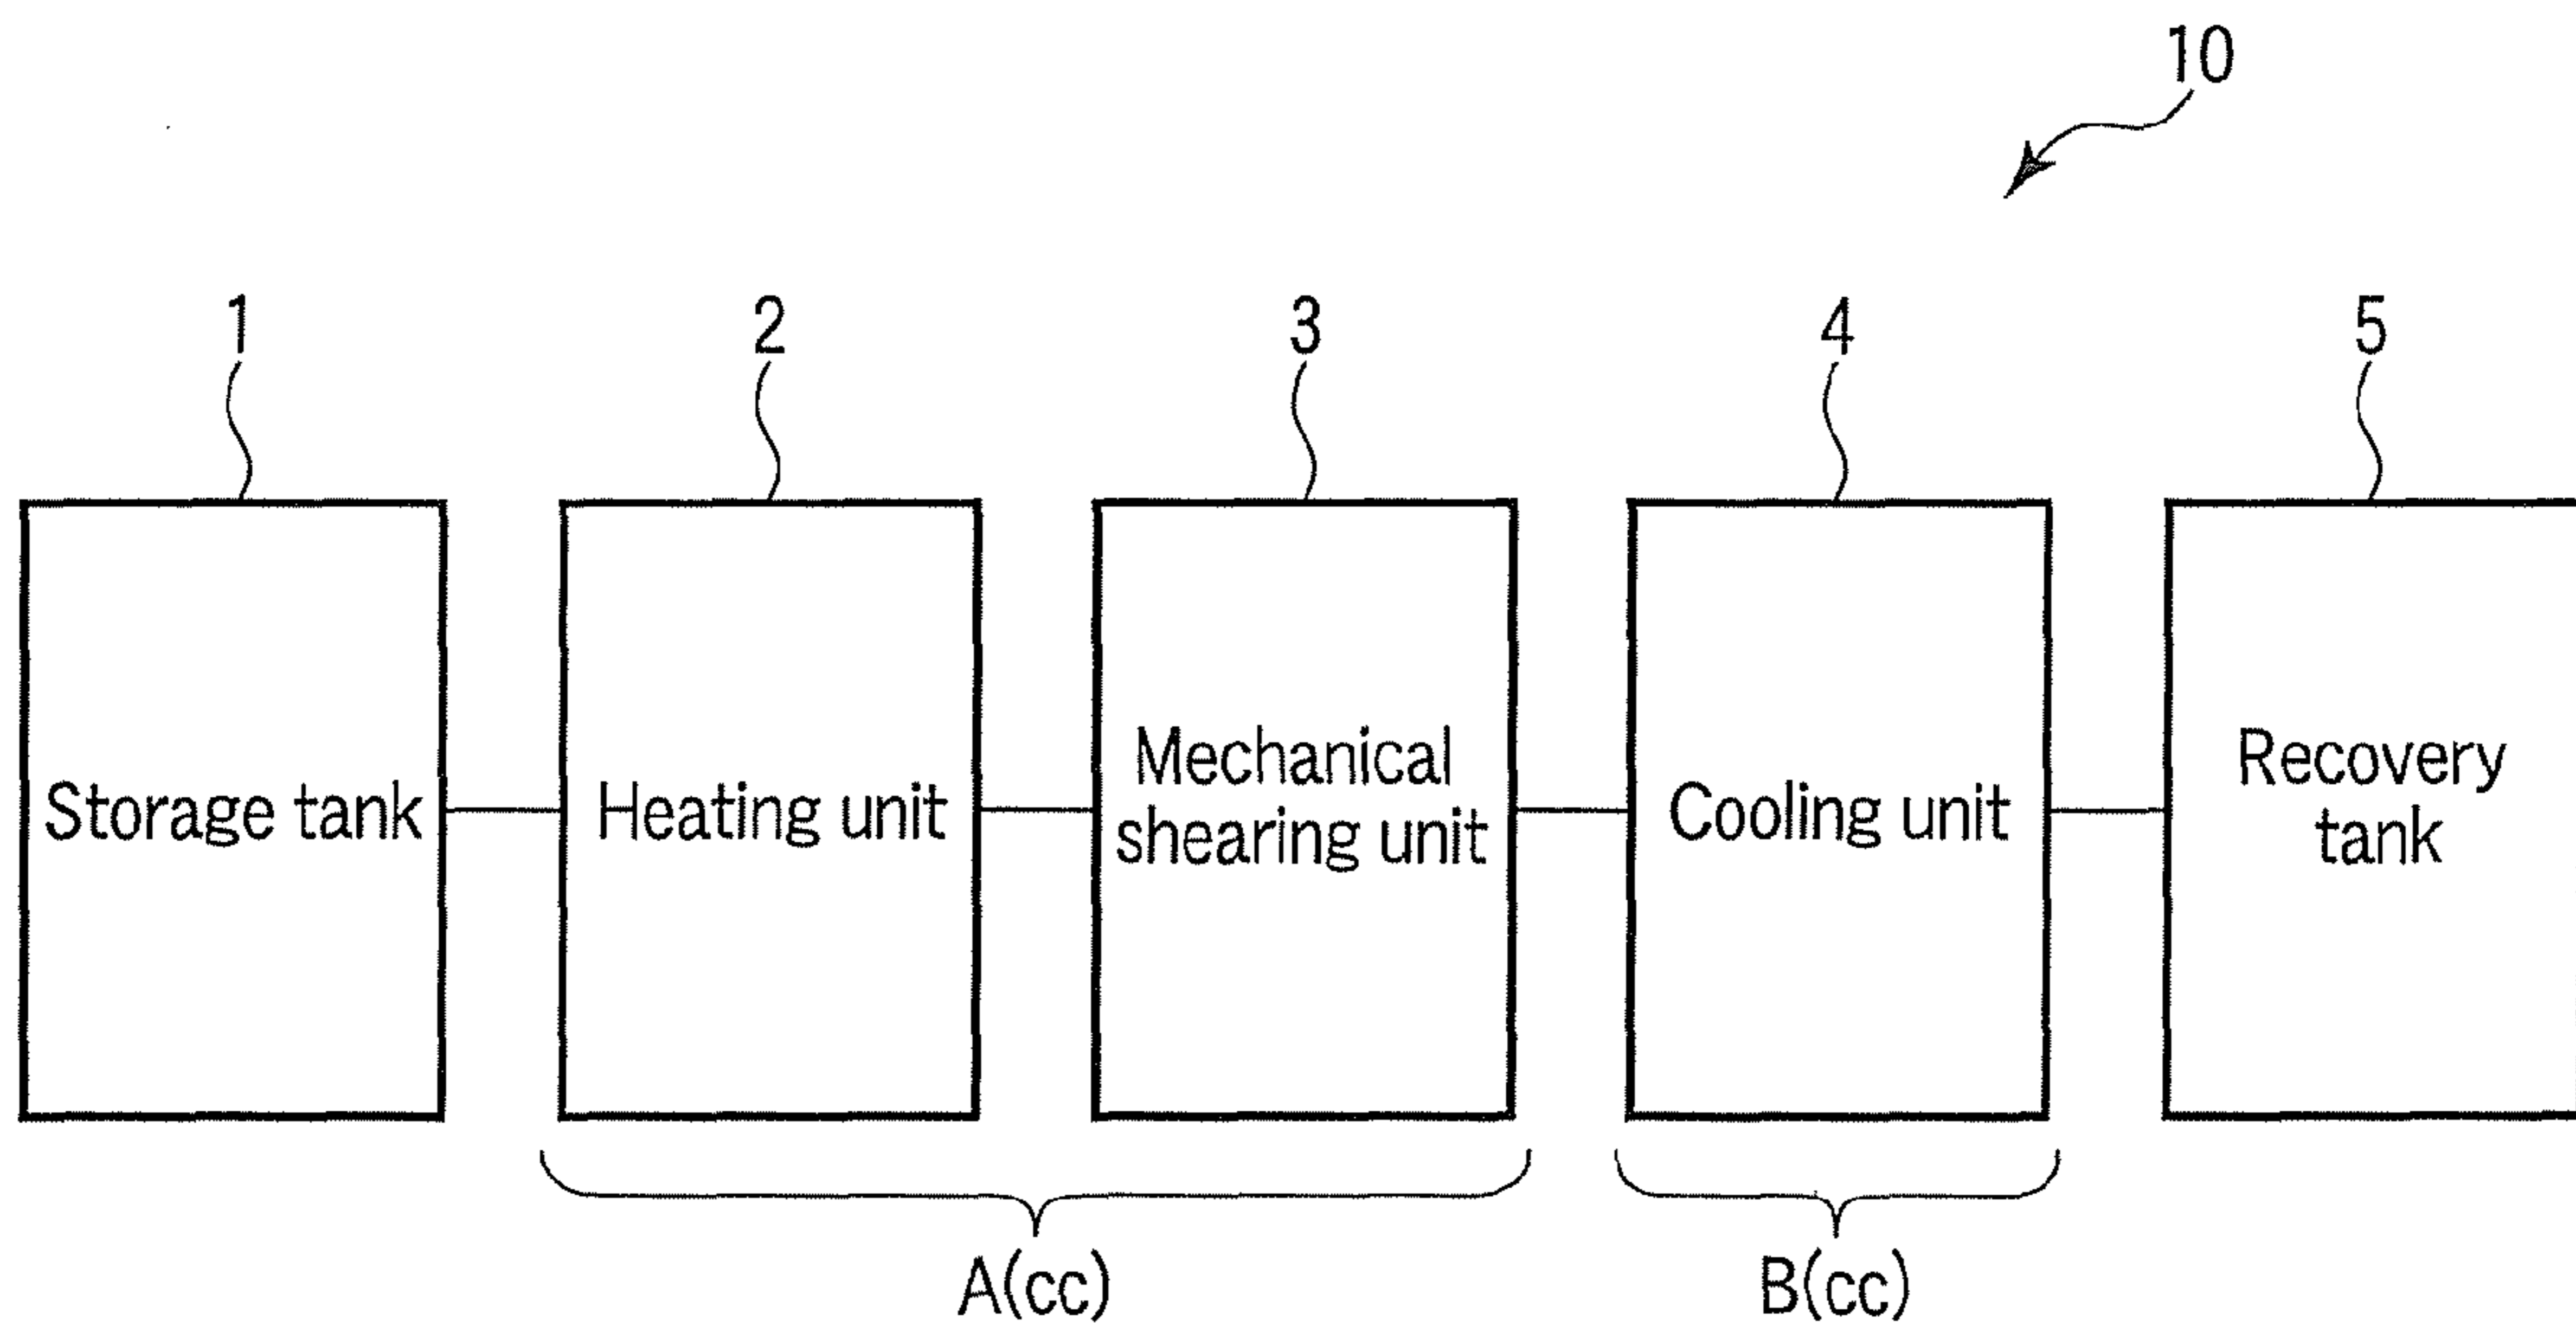 10
1
2
3
4
5
Storage tank
Heating unit
Mechanical
shearing unit
Cooling unit
Recovery
tank
A(cc)
B(cc)